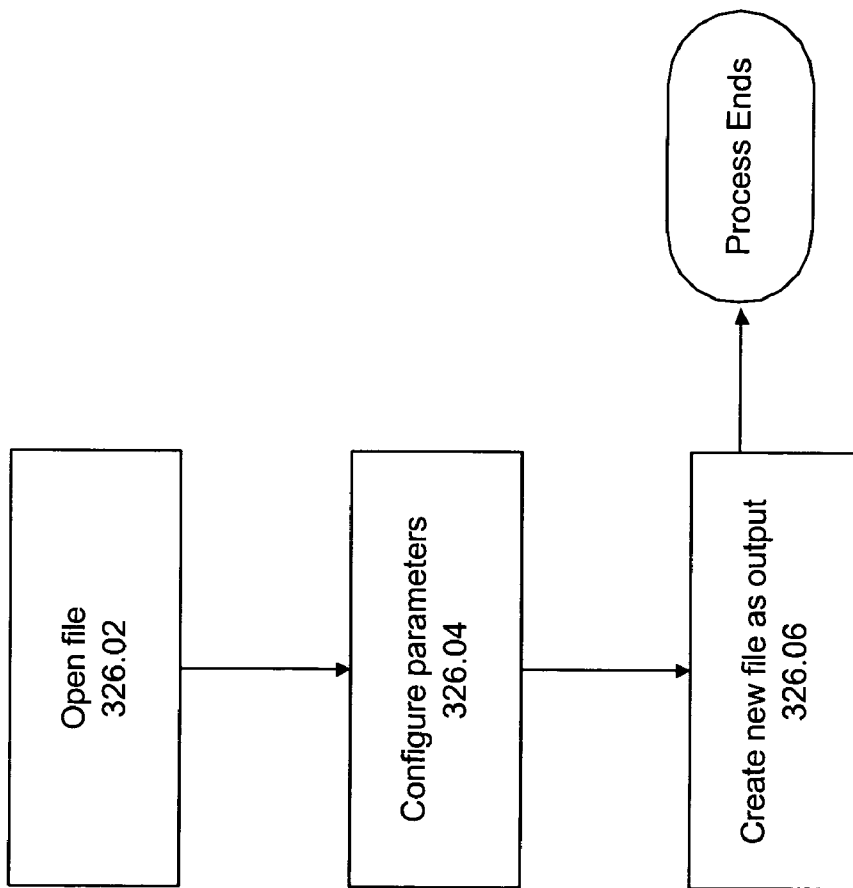 Open file
326.02
Configure parameters
326.04
Create new file as output
326.06
Process Ends